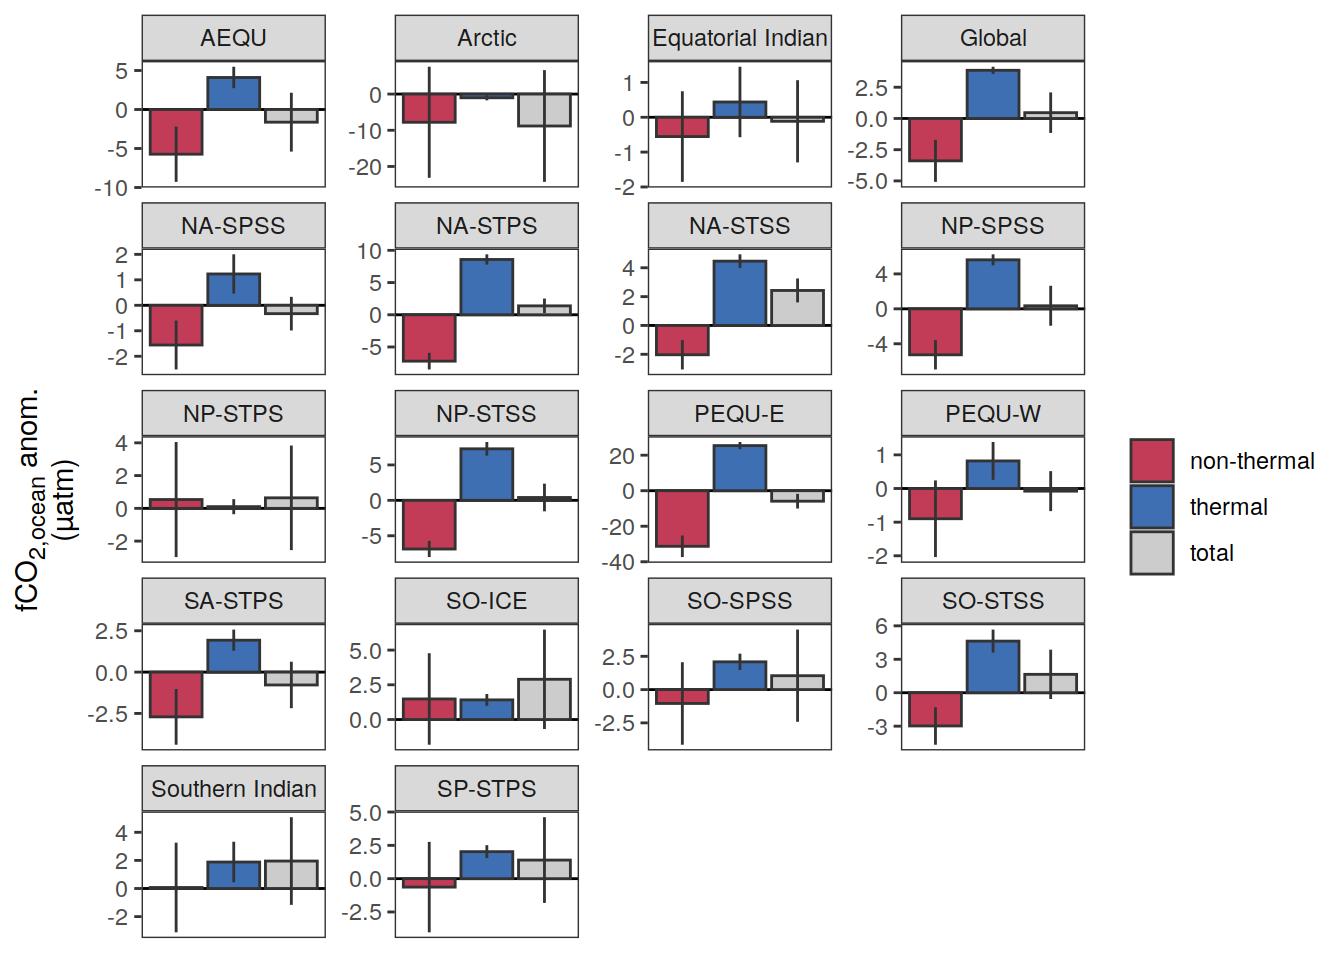 AEQU
Arctic
Equatorial Indian
Global
5
0
-5
-10
0
-10
-20
1
0
-1
-2
2.5
0.0
-2.5
-5.0
NA-SPSS
NA-STPS
NA-STSS
NP-SPSS
2
1
0
-1
-2
10
5
0
-5
4
2
0
-2
4
0
-4
NP-STPS
NP-STSS
PEQU-E
PEQU-W
4
2
0
-2
5
0
-5
20
0
-20
-40
1
0
-1
-2
SA-STPS
SO-ICE
SO-SPSS
SO-STSS
2.5
0.0
-2.5
5.0
2.5
0.0
2.5
0.0
-2.5
6
3
0
-3
Southern Indian
SP-STPS
4
2
0
-2
5.0
2.5
0.0
-2.5
fCO2,ocean anom.
(µatm)
non-thermal
thermal
total